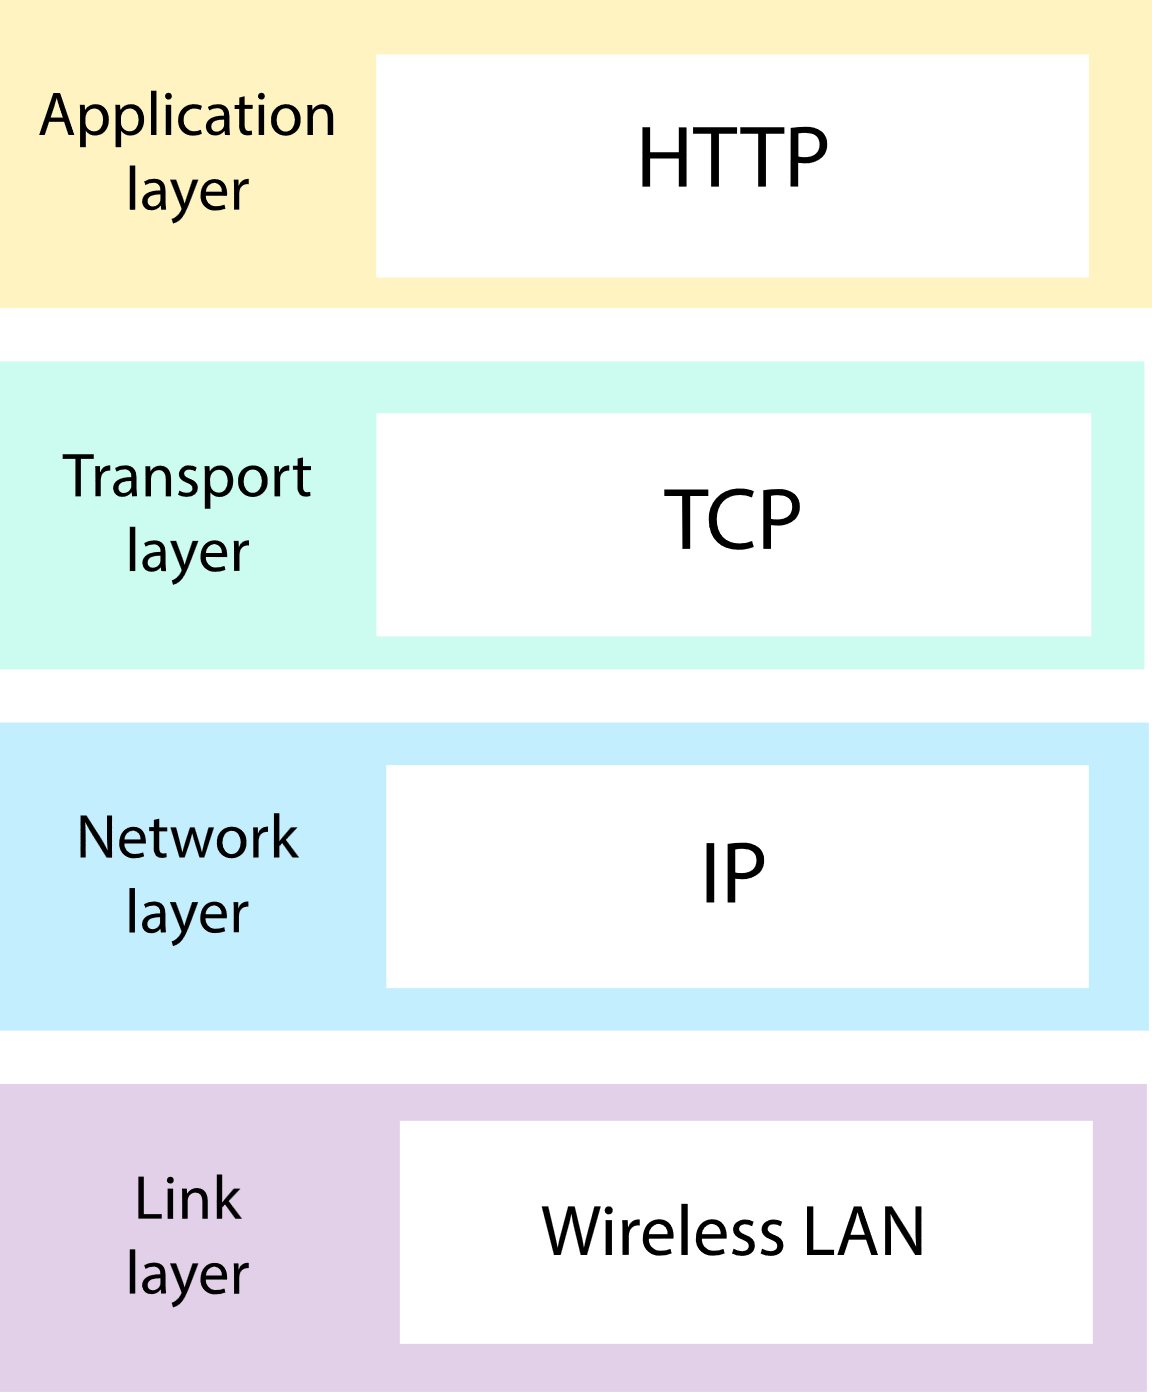 Application
layer
HTTP
Transport
layer
TCP
Network
layer
IP
Link
layer
Wireless LAN